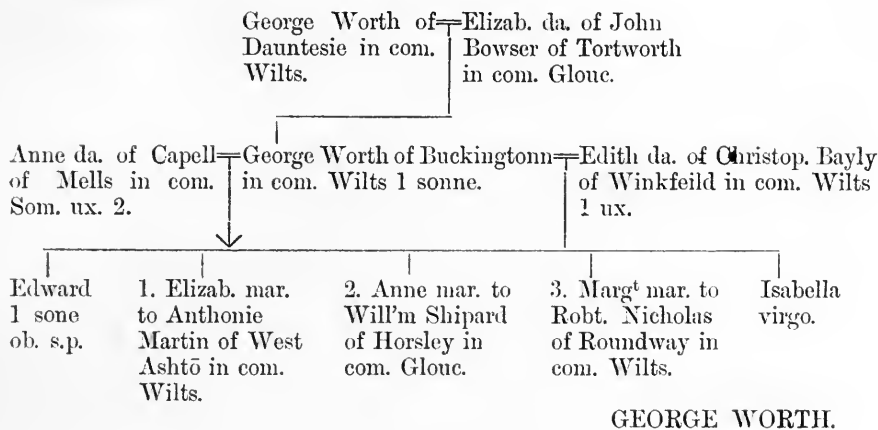 George Worth of
Dauntesie in com.
Wilts.
Elizab. da. of John
Bowser of Tortworth
in com. Glouc.
Anne da. of Capell
of Mells in com.
Som. ux. 2.
George Worth of Buckingtonn
in com. Wilts 1 sonne.
Edith da. of Christop. Bayly
of Winkfeild in com. Wilts
1 ux.
Edward
1 sone
ob. s.p.
1. Elizab. mar.
to Anthonie
Martin of West
Ashtō in com.
Wilts.
2. Anne mar. to
Will'm Shipard
of Horsley in
com. Glouc.
3. Margᵗ mar. to
Robt. Nicholas
of Roundway in
com. Wilts.
Isabella
virgo.
GEORGE WORTH.